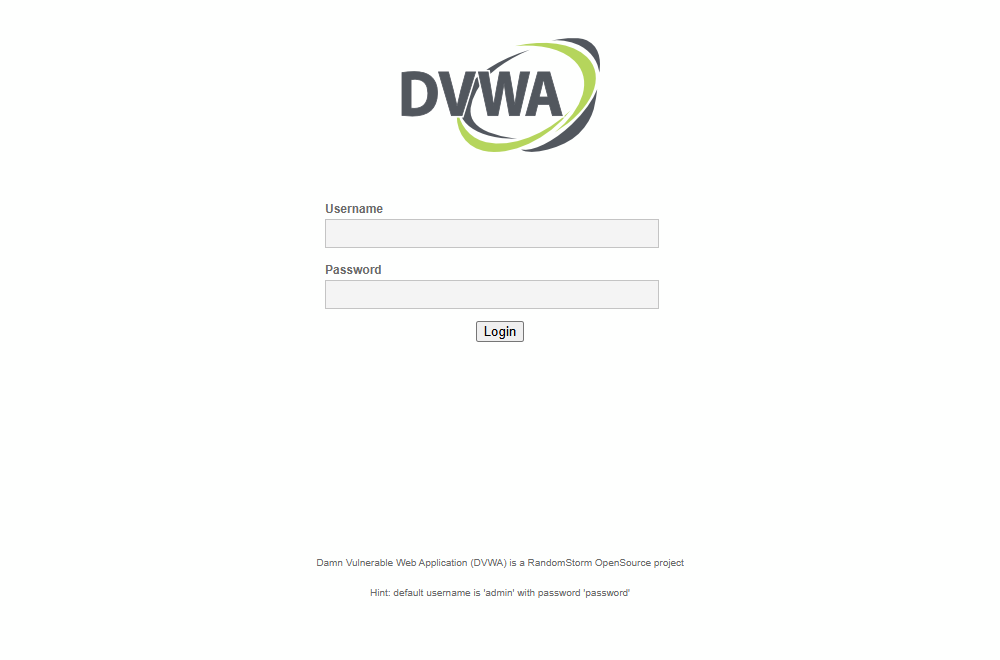 DVWA
Username
Password
Login
Damn Vulnerable Web Application (DVWA) is a RandomStorm OpenSource project
Hint: default username is 'admin' with password 'password'